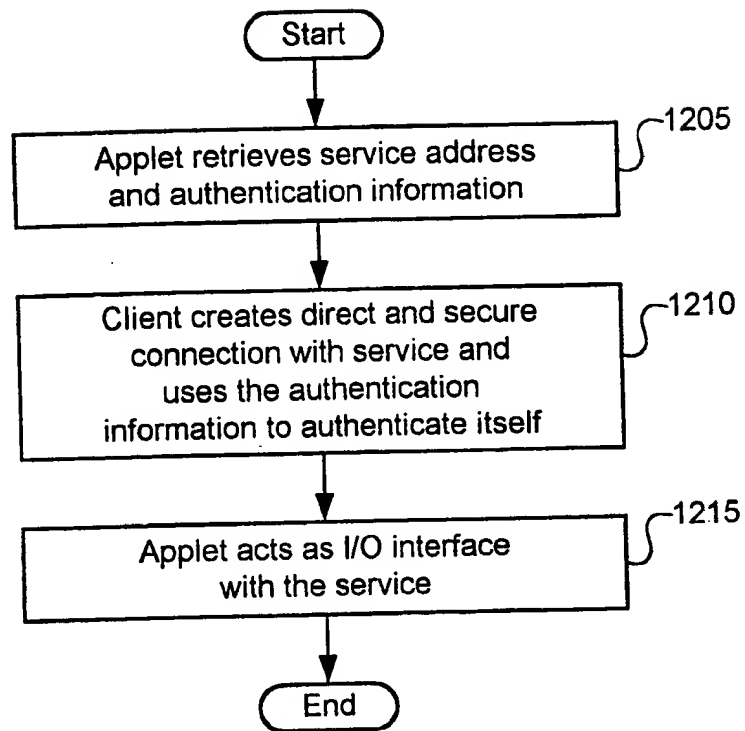 Start
1205
Applet retrieves service address
and authentication information
1210
Client creates direct and secure
connection with service and
uses the authentication
information to authenticate itself
1215
Applet acts as I/O interface
with the service
End